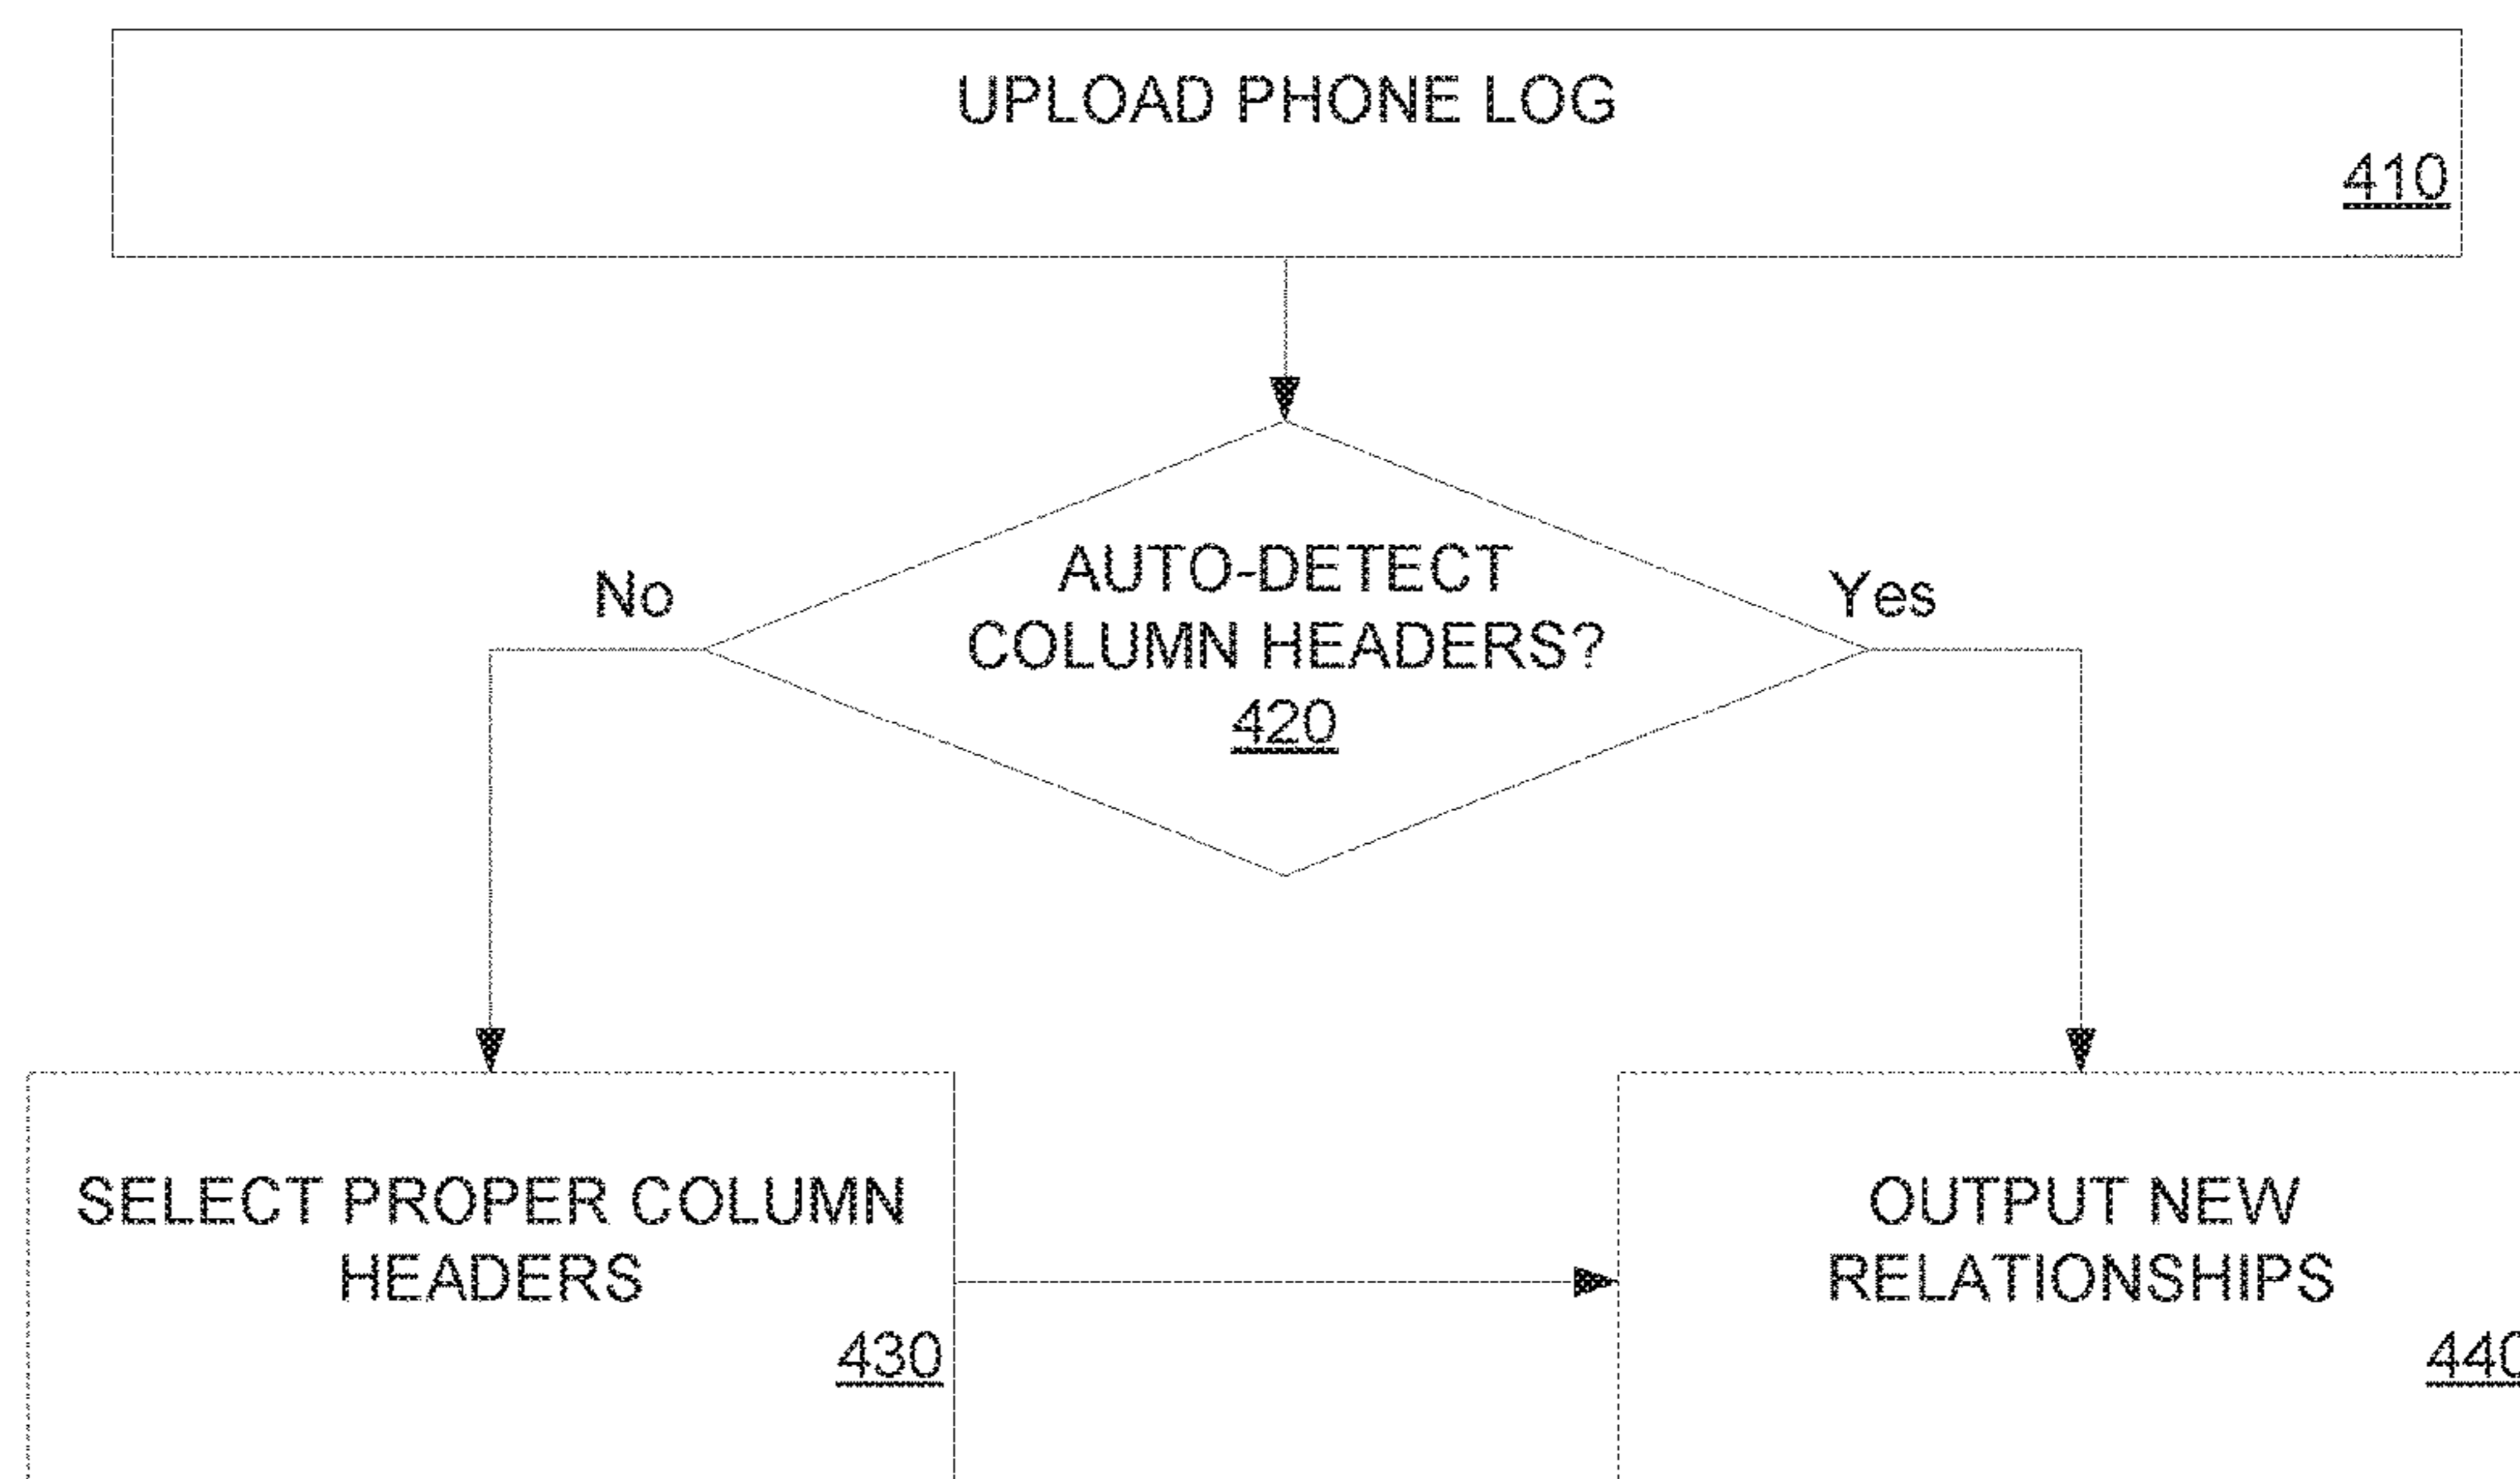 UPLOAD PHONE LOG
410
AUTO-DETECT
COLUMN HEADERS?
420
No
Yes
SELECT PROPER COLUMN
HEADERS
430
OUTPUT NEW
RELATIONSHIPS
440